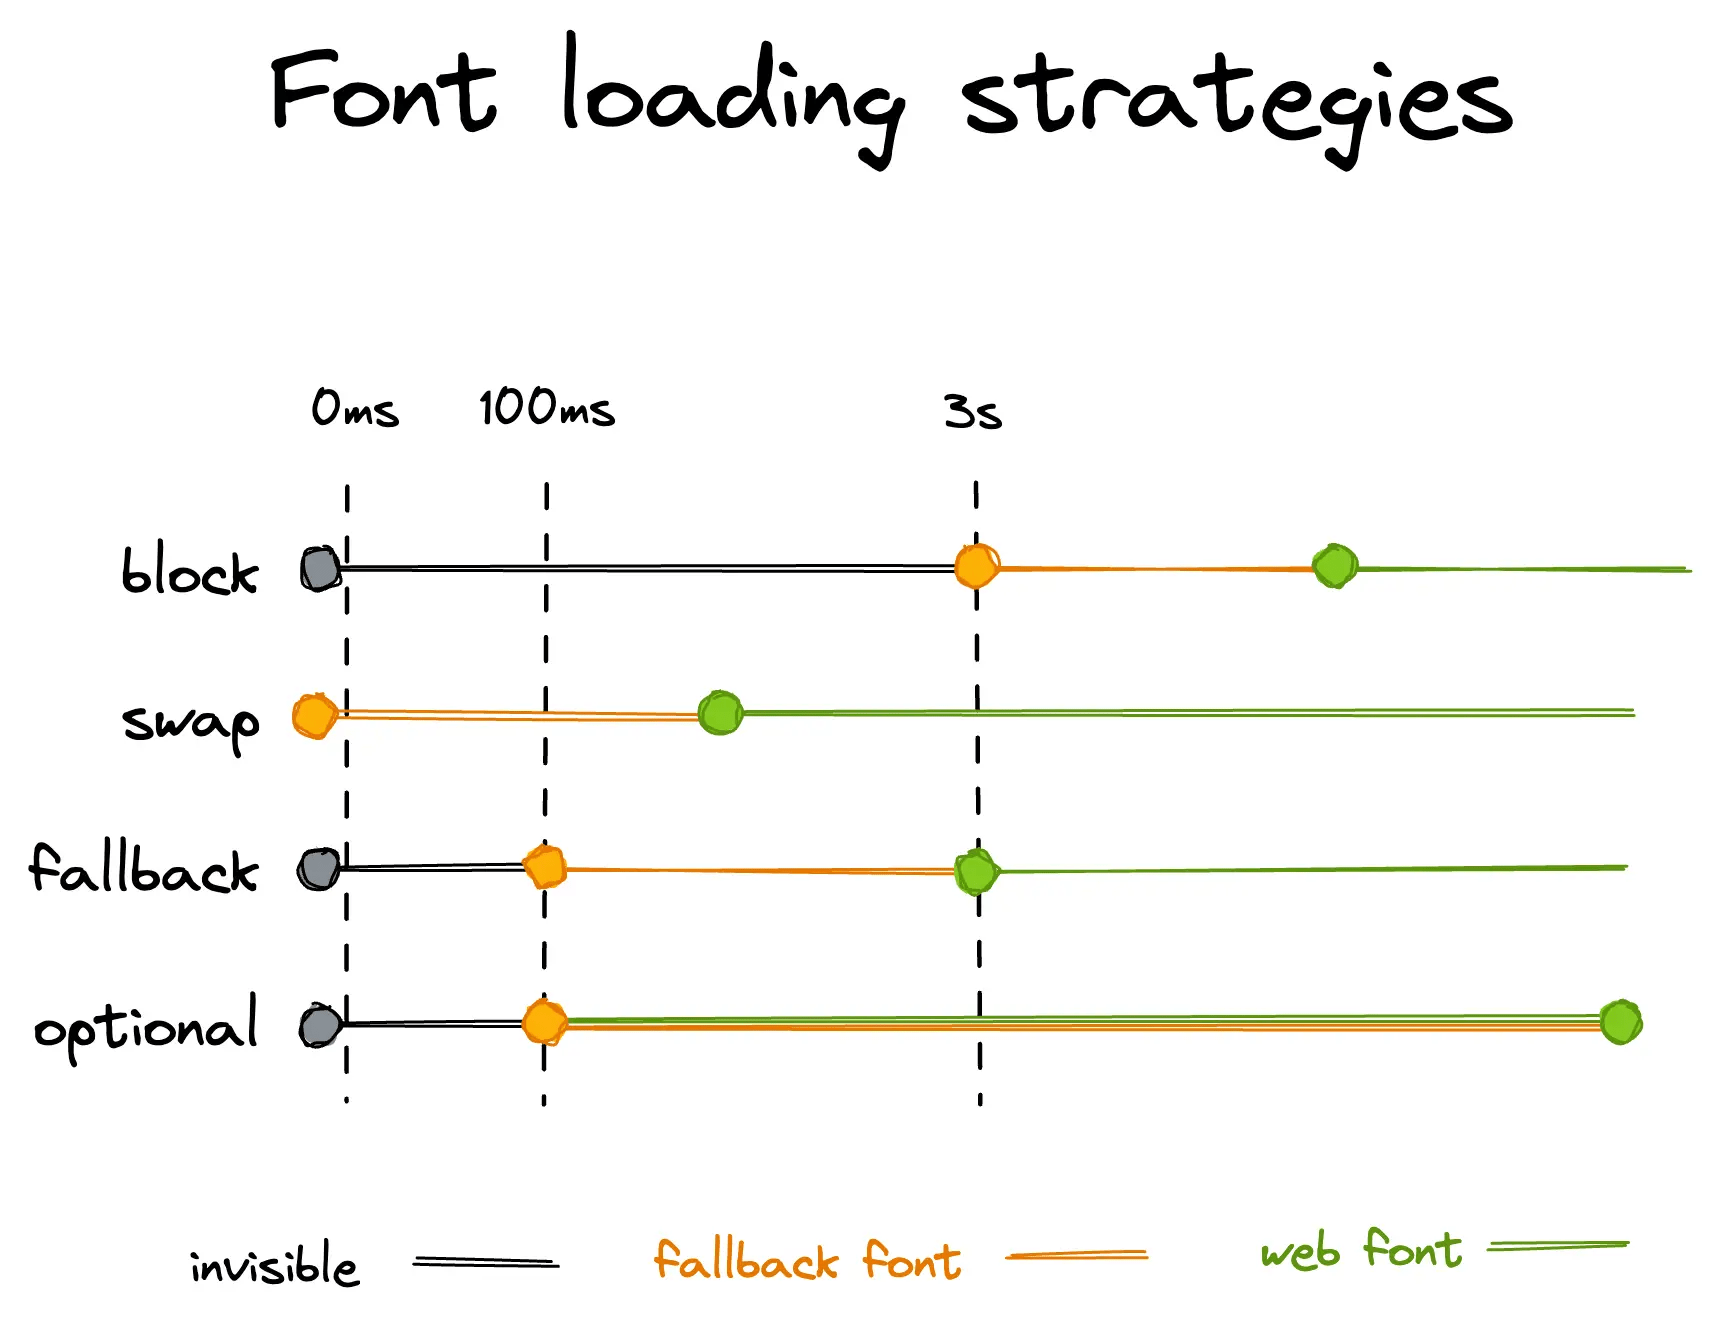 Font loading strategies
0ms 100ms 3s
block
swap
fallback
optional
invisible fallback font web font